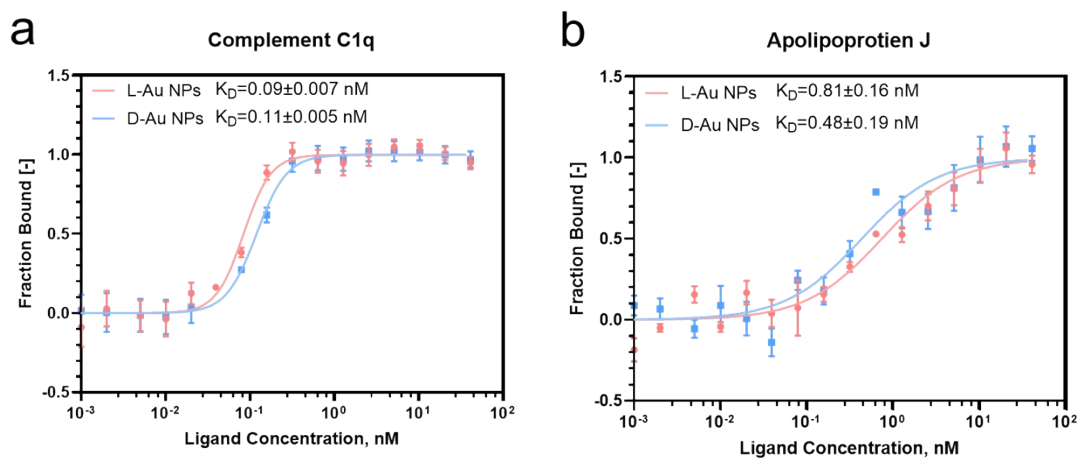 a
Complement C1q
1.5
1.0
0.5
0.0
-0.5
Fraction Bound [-]
L-Au NPs K_D=0.09±0.007 nM
D-Au NPs K_D=0.11±0.005 nM
10⁻³ 10⁻² 10⁻¹ 10⁰ 10¹ 10²
Ligand Concentration, nM
b
Apolipoprotien J
1.5
1.0
0.5
0.0
-0.5
Fraction Bound [-]
L-Au NPs K_D=0.81±0.16 nM
D-Au NPs K_D=0.48±0.19 nM
10⁻³ 10⁻² 10⁻¹ 10⁰ 10¹ 10²
Ligand Concentration, nM